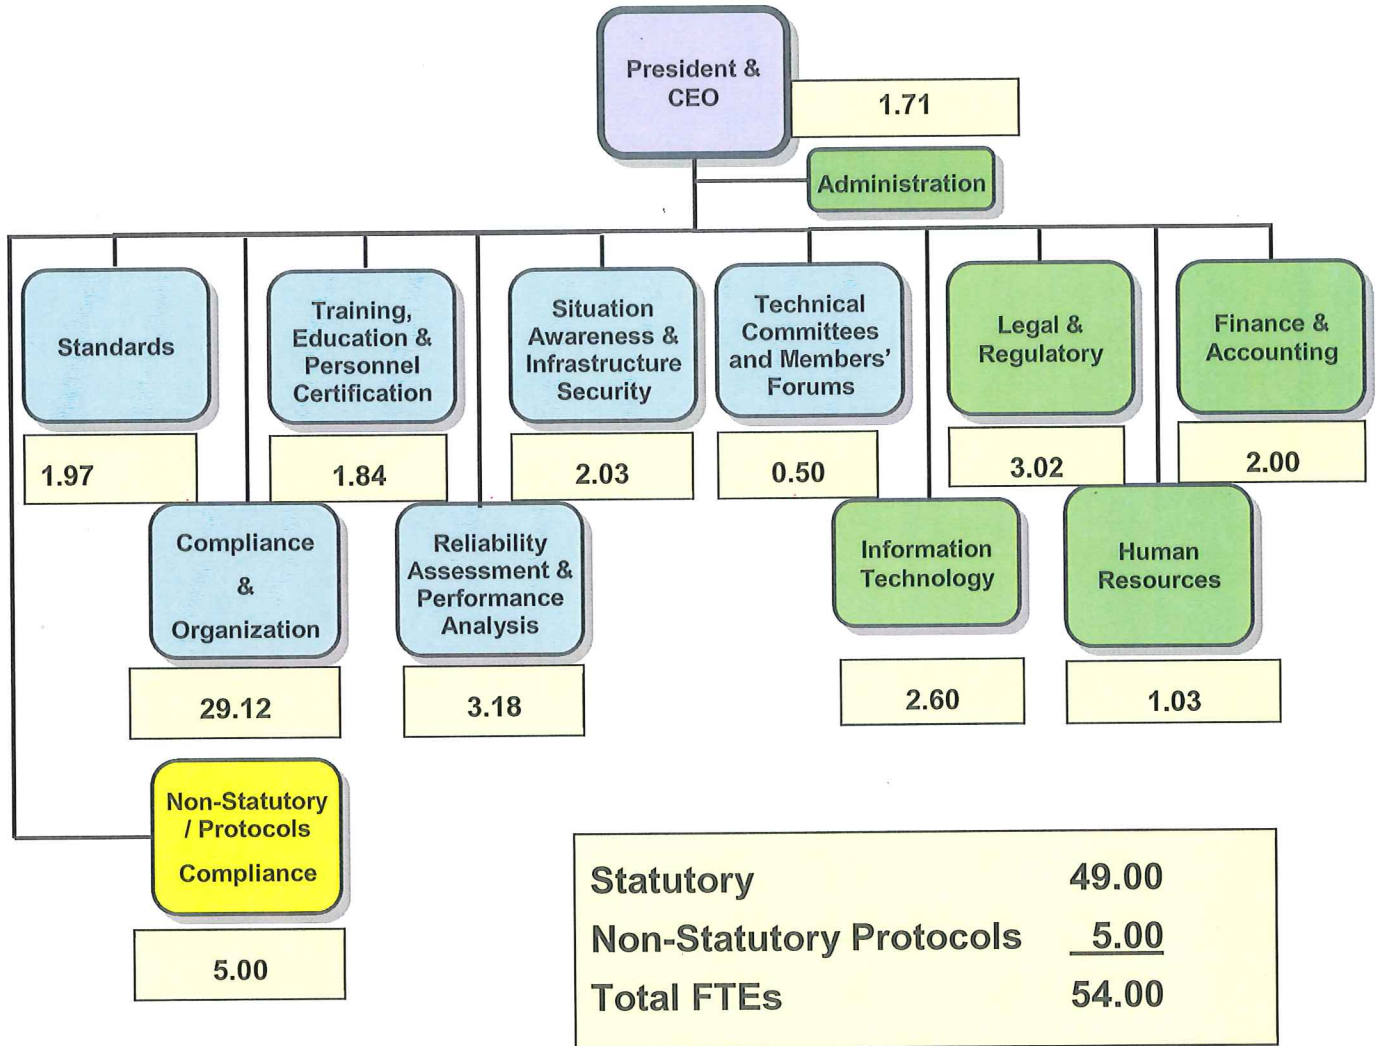 President &
CEO
1.71
Administration
Standards
1.97
Training,
Education &
Personnel
Certification
1.84
Situation
Awareness &
Infrastructure
Security
2.03
Technical
Committees
and Members’
Forums
0.50
Legal &
Regulatory
3.02
Finance &
Accounting
2.00
Compliance
&
Organization
29.12
Reliability
Assessment &
Performance
Analysis
3.18
Information
Technology
2.60
Human
Resources
1.03
Non-Statutory
/ Protocols
Compliance
5.00
Statutory 49.00
Non-Statutory Protocols 5.00
Total FTEs 54.00